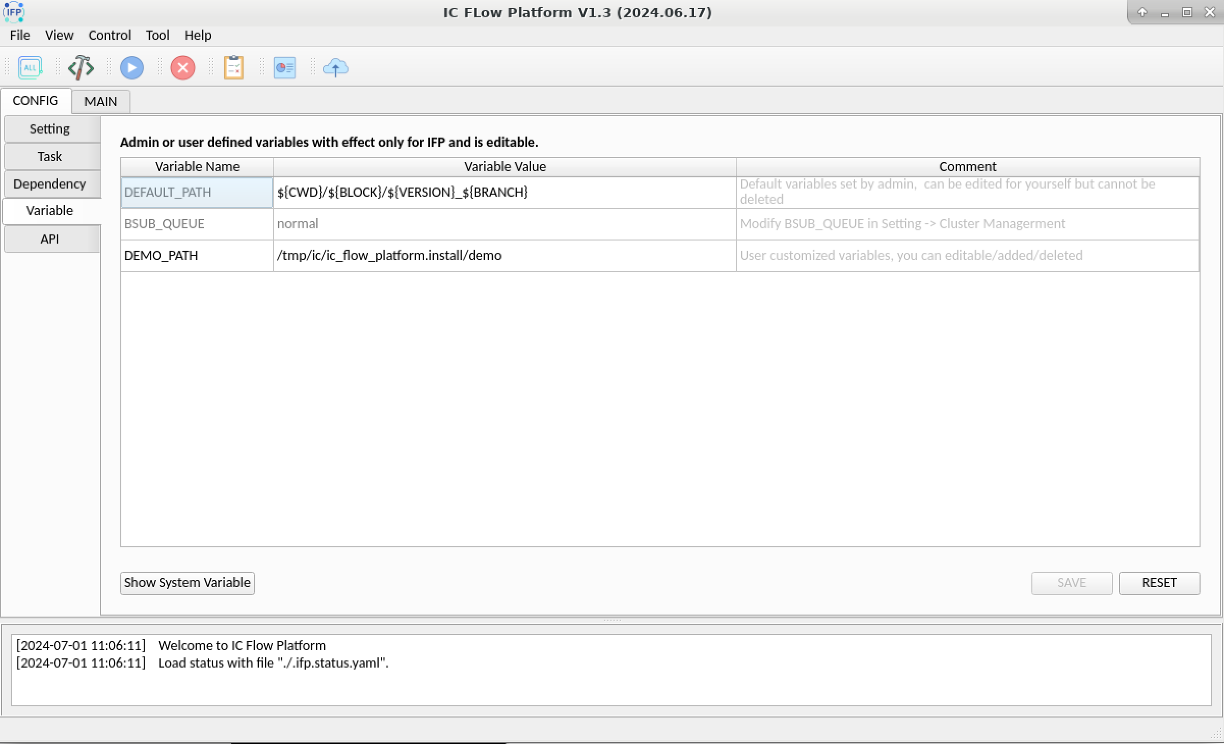 IFP
IC FLow Platform V1.3 (2024.06.17)
File View Control Tool Help
ALL
CONFIG MAIN
Setting
Task
Dependency
Variable
API
Admin or user defined variables with effect only for IFP and is editable.
Variable Name Variable Value Comment
DEFAULT_PATH ${CWD}/${BLOCK}/${VERSION}_${BRANCH} Default variables set by admin, can be edited for yourself but cannot be
deleted
BSUB_QUEUE normal Modify BSUB_QUEUE in Setting -> Cluster Managerment
DEMO_PATH /tmp/ic/ic_flow_platform.install/demo User customized variables, you can editable/added/deleted
Show System Variable SAVE RESET
[2024-07-01 11:06:11] Welcome to IC Flow Platform
[2024-07-01 11:06:11] Load status with file "./.ifp.status.yaml".